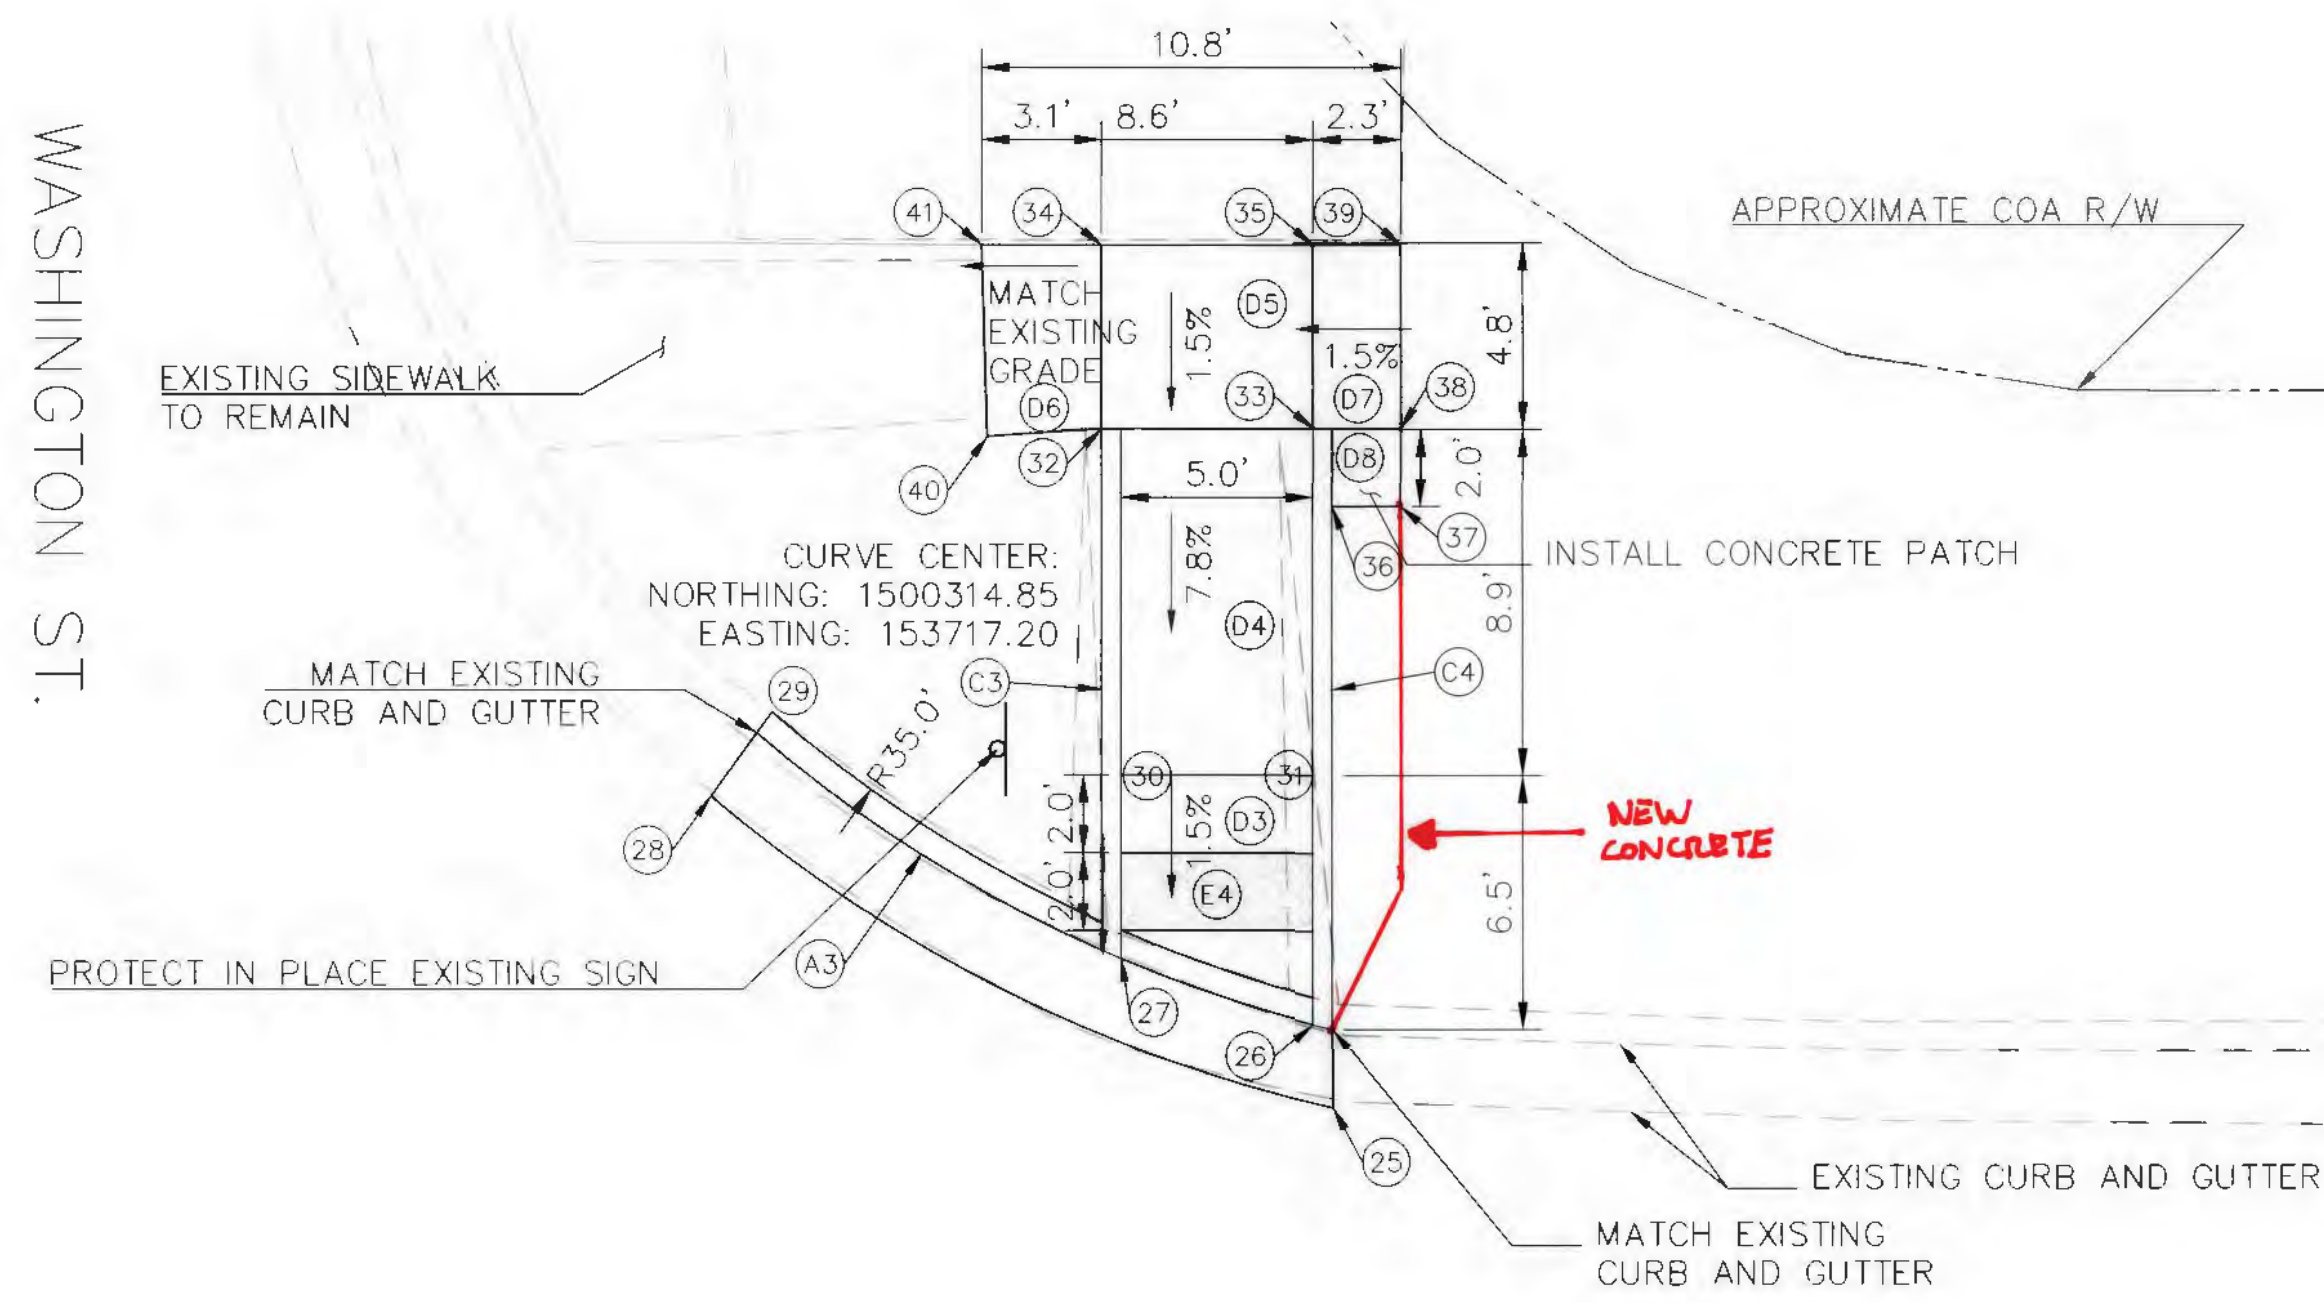 WASHINGTON ST.
10.8'
3.1'
8.6'
2.3'
41
34
35
39
APPROXIMATE COA R/W
MATCH
EXISTING
GRADE
D5
1.5%
1.5%
4.8'
EXISTING SIDEWALK
TO REMAIN
D6
33
D7
38
32
D8
40
5.0'
2.0'
CURVE CENTER:
NORTHING: 1500314.85
EASTING: 153717.20
7.8%
36
37
INSTALL CONCRETE PATCH
8.9'
D4
MATCH EXISTING
CURB AND GUTTER
29
R35.0'
C3
C4
30
31
2.0'
1.5%
D3
NEW
CONCRETE
28
2.0'
E4
6.5'
PROTECT IN PLACE EXISTING SIGN
A3
27
26
25
EXISTING CURB AND GUTTER
MATCH EXISTING
CURB AND GUTTER